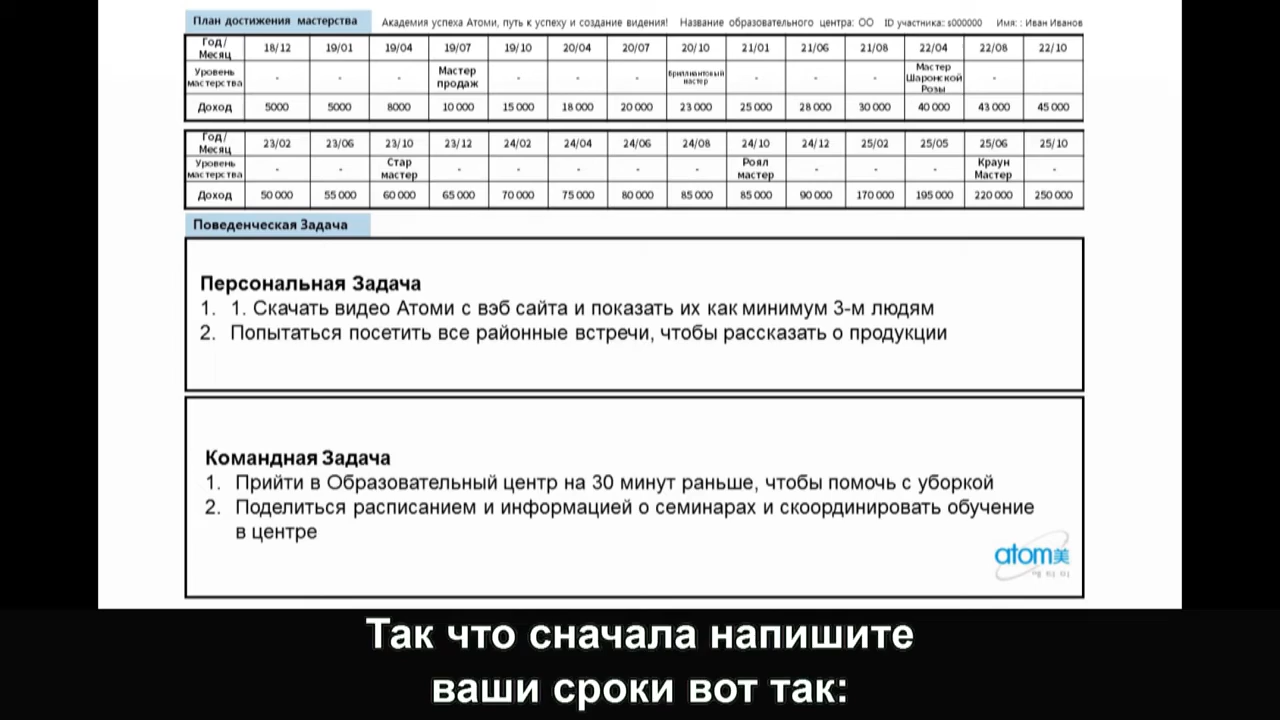 План достижения мастерства Академия успеха Атоми, путь к успеху и создание видения! Название образовательного центра: ОО ID участника: s000000 Имя: : Иван Иванов
Год/ Месяц 18/12 19/01 19/04 19/07 19/10 20/04 20/07 20/10 21/01 21/06 21/08 22/04 22/08 22/10
Уровень мастерства - - - Мастер продаж - - - Бриллиантовый мастер - - - Мастер Шаронской Розы -
Доход 5000 5000 8000 10 000 15 000 18 000 20 000 23 000 25 000 28 000 30 000 40 000 43 000 45 000
Год/ Месяц 23/02 23/06 23/10 23/12 24/02 24/04 24/06 24/08 24/10 24/12 25/02 25/05 25/06 25/10
Уровень мастерства - - Стар мастер - - - - - Роял мастер - - - Краун Мастер -
Доход 50 000 55 000 60 000 65 000 70 000 75 000 80 000 85 000 85 000 90 000 170 000 195 000 220 000 250 000
Поведенческая Задача
Персональная Задача
1. 1. Скачать видео Атоми с вэб сайта и показать их как минимум 3-м людям
2. Попытаться посетить все районные встречи, чтобы рассказать о продукции
Командная Задача
1. Прийти в Образовательный центр на 30 минут раньше, чтобы помочь с уборкой
2. Поделиться расписанием и информацией о семинарах и скоординировать обучение
в центре
atom美
Так что сначала напишите
ваши сроки вот так: